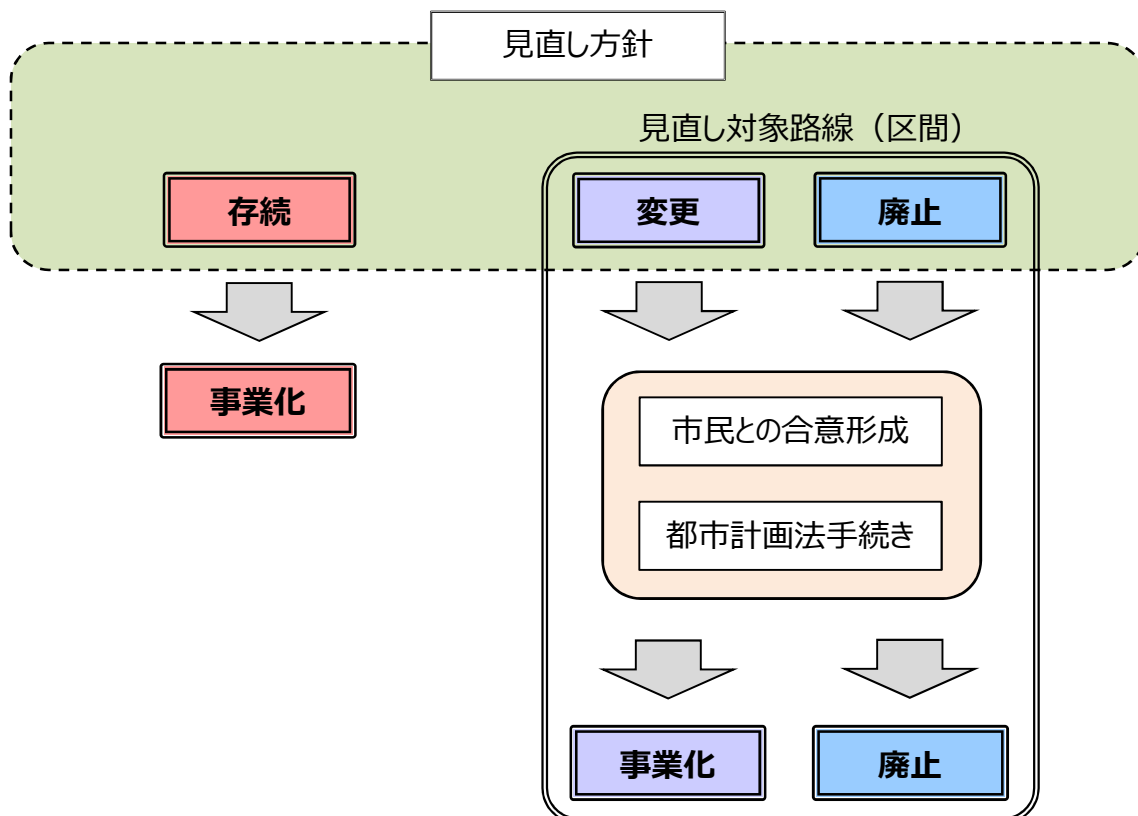 見直し方針
見直し対象路線（区間）
存続
変更
廃止
事業化
市民との合意形成
都市計画法手続き
事業化
廃止